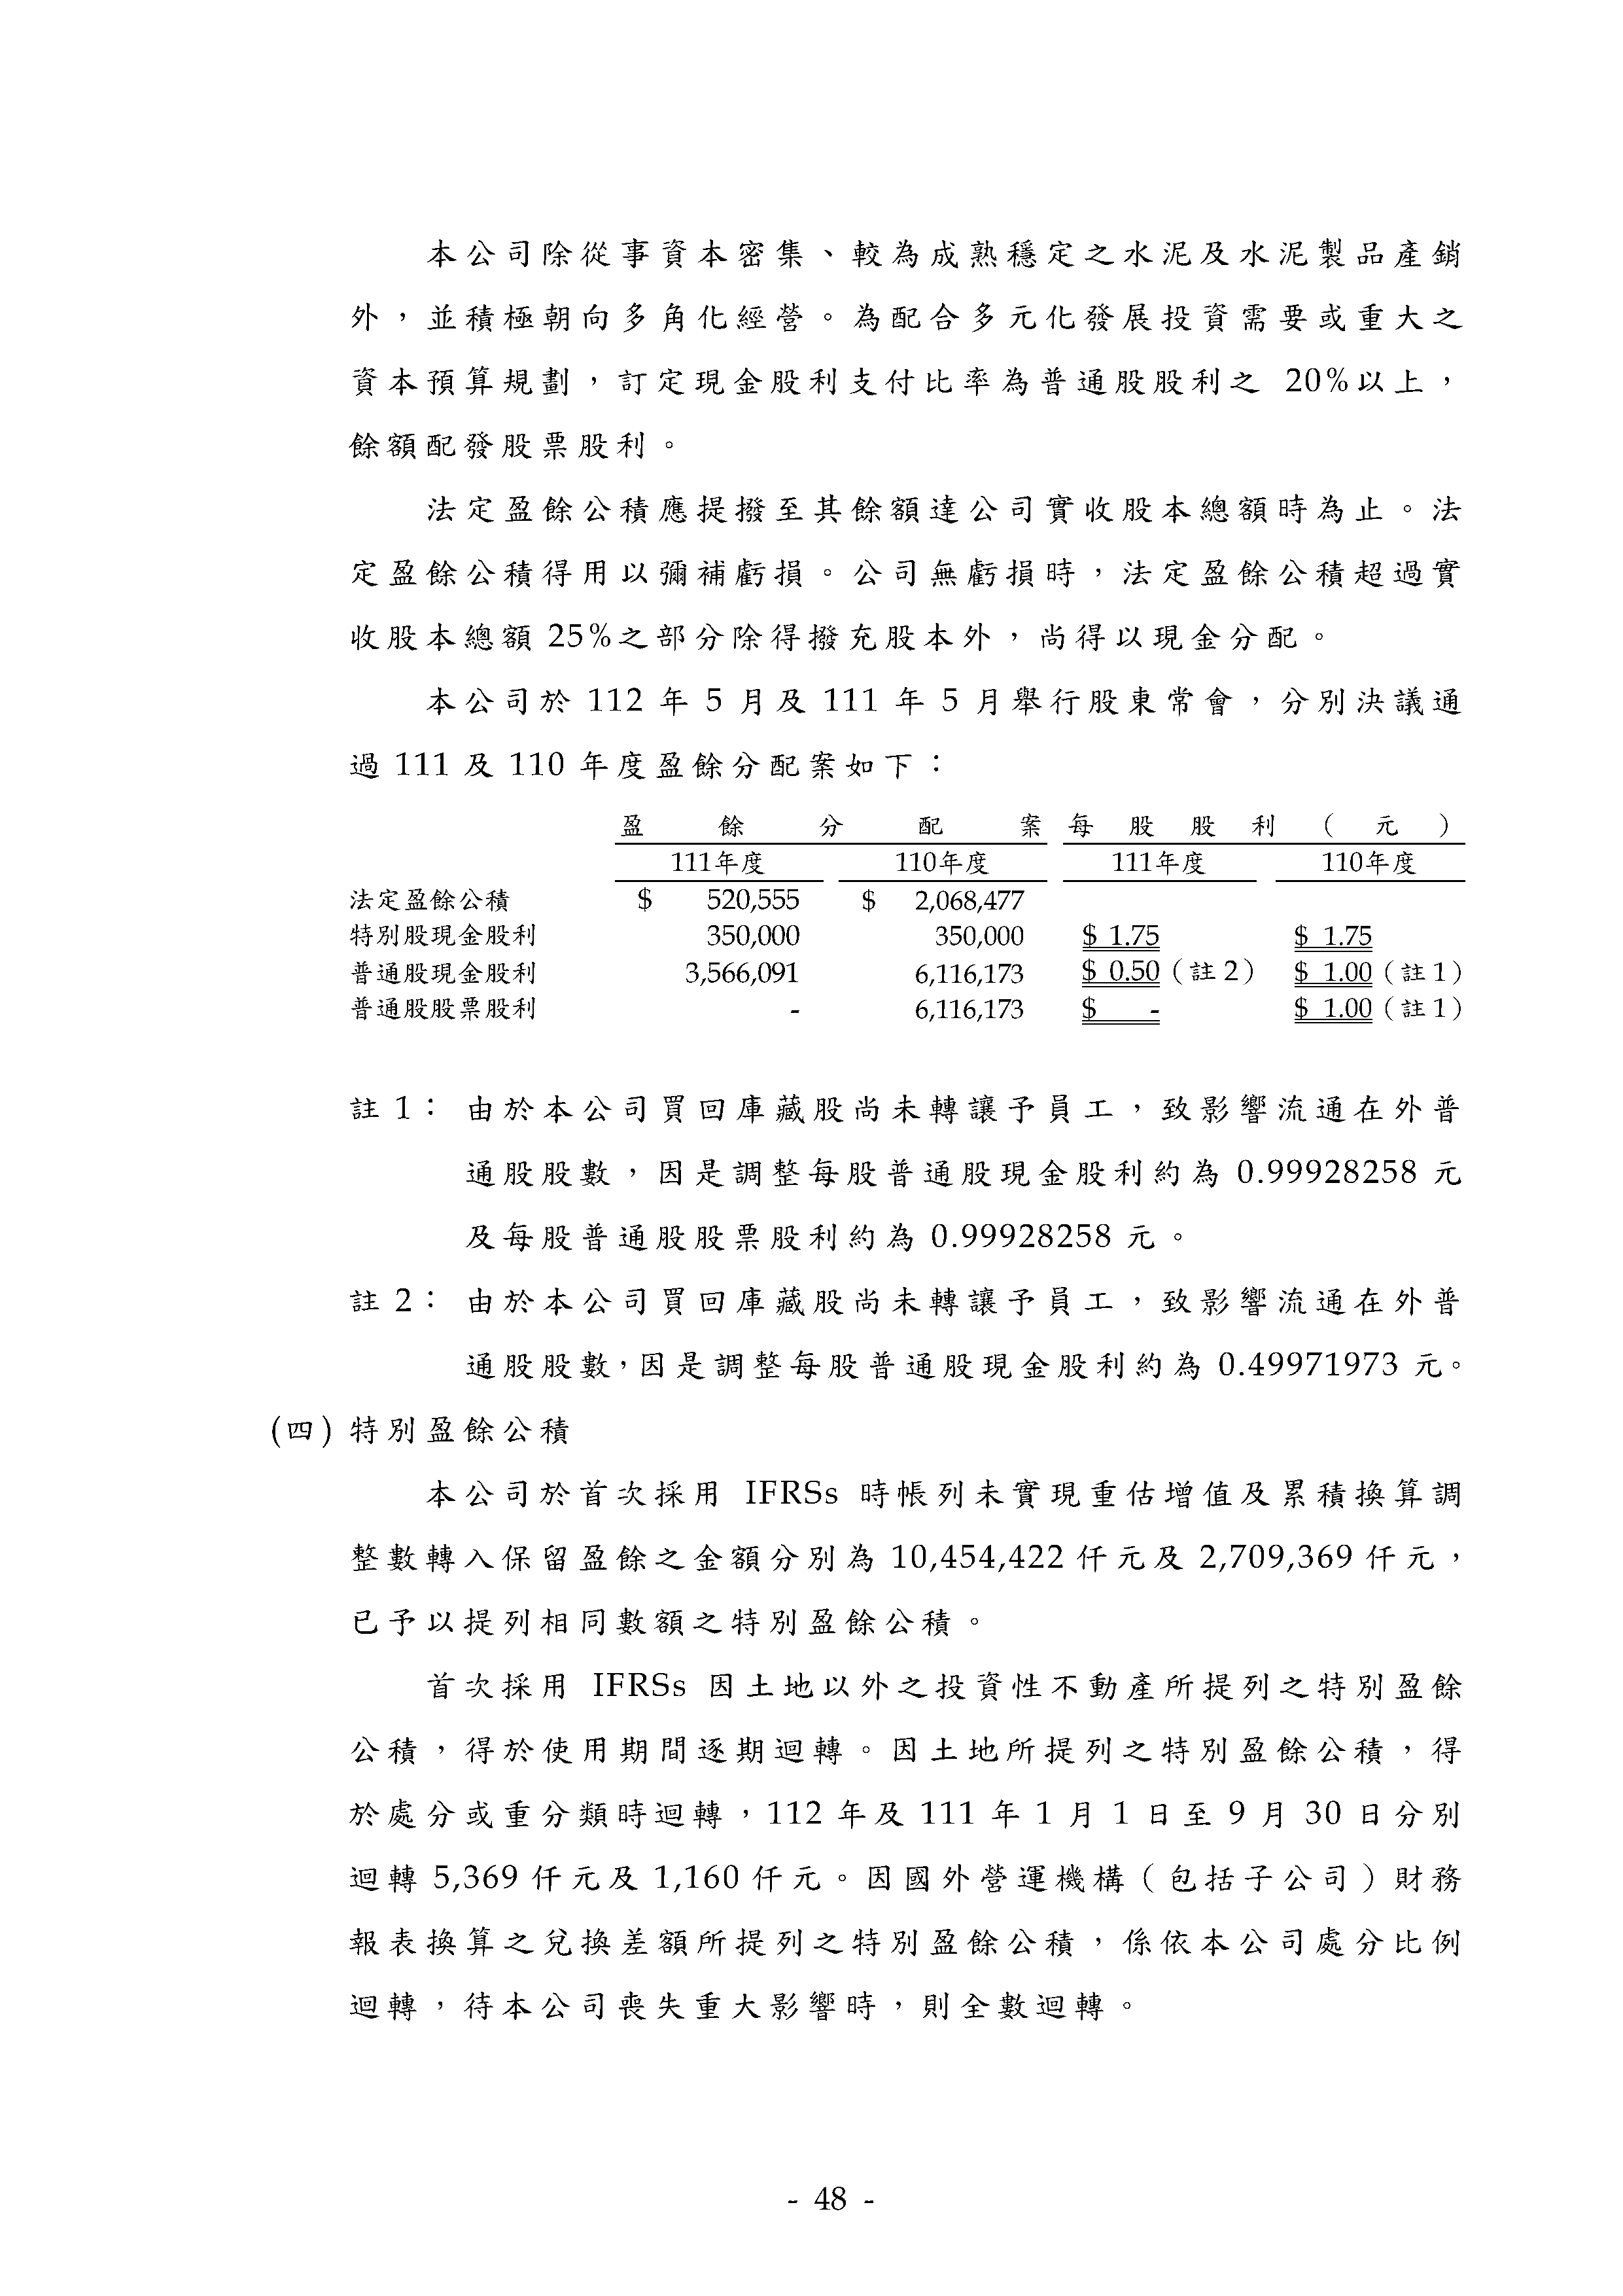 本公司除從事資本密集、較為成熟穩定之水泥及水泥製品產銷
外，並積極朝向多角化經營。為配合多元化發展投資需要或重大之
資本預算規劃，訂定現金股利支付比率為普通股股利之 20%以上，
餘額配發股票股利。
法定盈餘公積應提撥至其餘額達公司實收股本總額時為止。法
定盈餘公積得用以彌補虧損。公司無虧損時，法定盈餘公積超過實
收股本總額 25%之部分除得撥充股本外，尚得以現金分配。
本公司於 112 年 5 月及 111 年 5 月舉行股東常會，分別決議通
過 111 及 110 年度盈餘分配案如下：
盈餘分配案 每股股利（元）
111年度 110年度 111年度 110年度
法定盈餘公積 $ 520,555 $ 2,068,477
特別股現金股利 350,000 350,000 $ 1.75 $ 1.75
普通股現金股利 3,566,091 6,116,173 $ 0.50（註2） $ 1.00（註1）
普通股股票股利 - 6,116,173 $ - $ 1.00（註1）
註 1： 由於本公司買回庫藏股尚未轉讓予員工，致影響流通在外普
通股股數，因是調整每股普通股現金股利約為 0.99928258 元
及每股普通股股票股利約為 0.99928258 元。
註 2： 由於本公司買回庫藏股尚未轉讓予員工，致影響流通在外普
通股股數，因是調整每股普通股現金股利約為 0.49971973 元。
(四) 特別盈餘公積
本公司於首次採用 IFRSs 時帳列未實現重估增值及累積換算調
整數轉入保留盈餘之金額分別為 10,454,422 仟元及 2,709,369 仟元，
已予以提列相同數額之特別盈餘公積。
首次採用 IFRSs 因土地以外之投資性不動產所提列之特別盈餘
公積，得於使用期間逐期迴轉。因土地所提列之特別盈餘公積，得
於處分或重分類時迴轉，112 年及 111 年 1 月 1 日至 9 月 30 日分別
迴轉 5,369 仟元及 1,160 仟元。因國外營運機構（包括子公司）財務
報表換算之兌換差額所提列之特別盈餘公積，係依本公司處分比例
迴轉，待本公司喪失重大影響時，則全數迴轉。
- 48 -